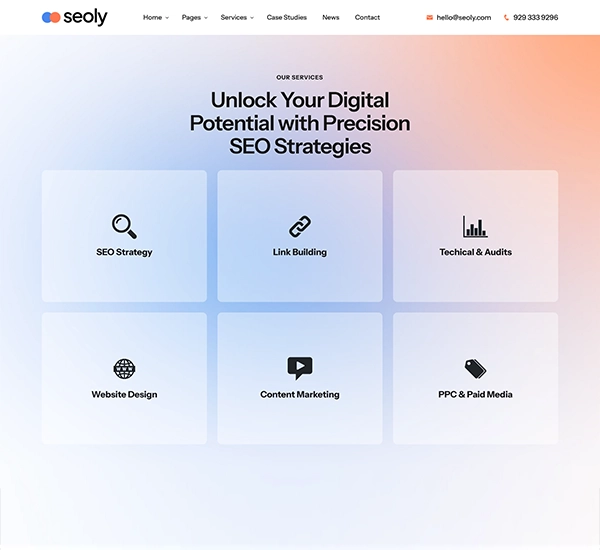 seoly
Home Pages Services Case Studies News Contact
hello@seoly.com 929 333 9296
OUR SERVICES
Unlock Your Digital
Potential with Precision
SEO Strategies
SEO Strategy
Link Building
Techical & Audits
WWW
Website Design
Content Marketing
PPC & Paid Media